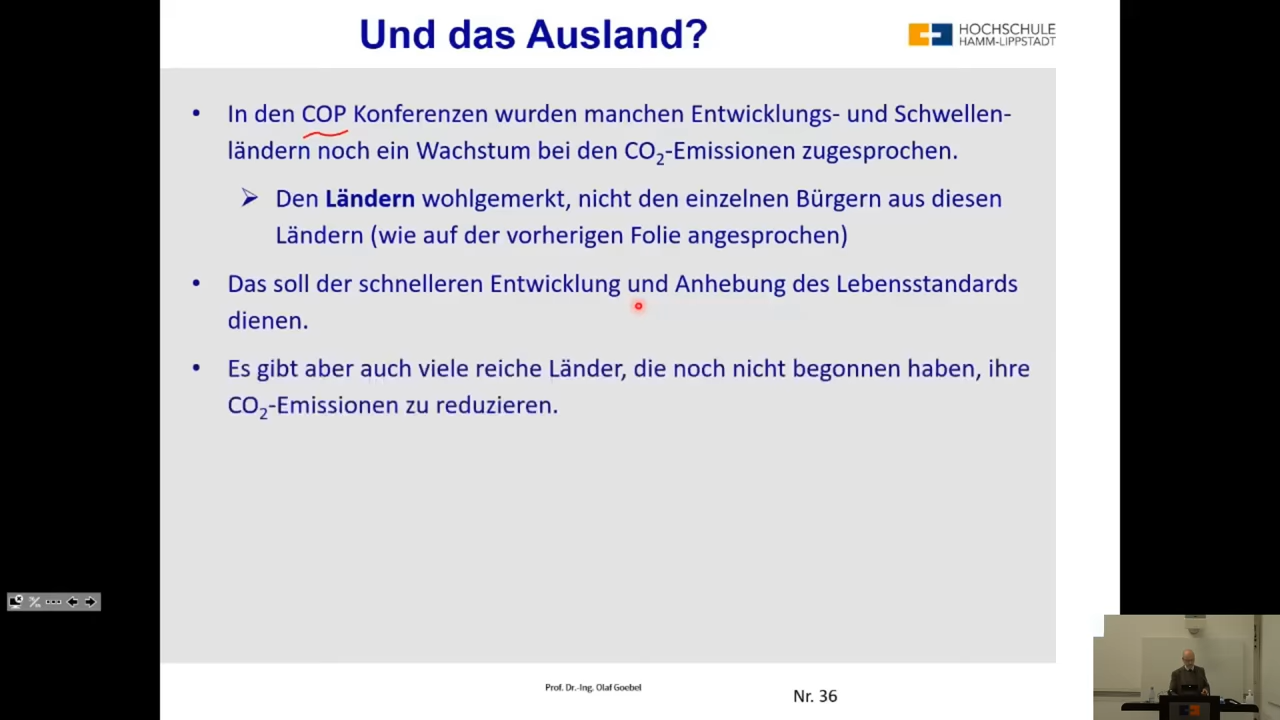 Und das Ausland?
HOCHSCHULE
HAMM-LIPPSTADT
• In den COP Konferenzen wurden manchen Entwicklungs- und Schwellen-
ländern noch ein Wachstum bei den CO₂-Emissionen zugesprochen.
➢ Den Ländern wohlgemerkt, nicht den einzelnen Bürgern aus diesen
Ländern (wie auf der vorherigen Folie angesprochen)
• Das soll der schnelleren Entwicklung und Anhebung des Lebensstandards
dienen.
• Es gibt aber auch viele reiche Länder, die noch nicht begonnen haben, ihre
CO₂-Emissionen zu reduzieren.
Prof. Dr.-Ing. Olaf Goebel
Nr. 36